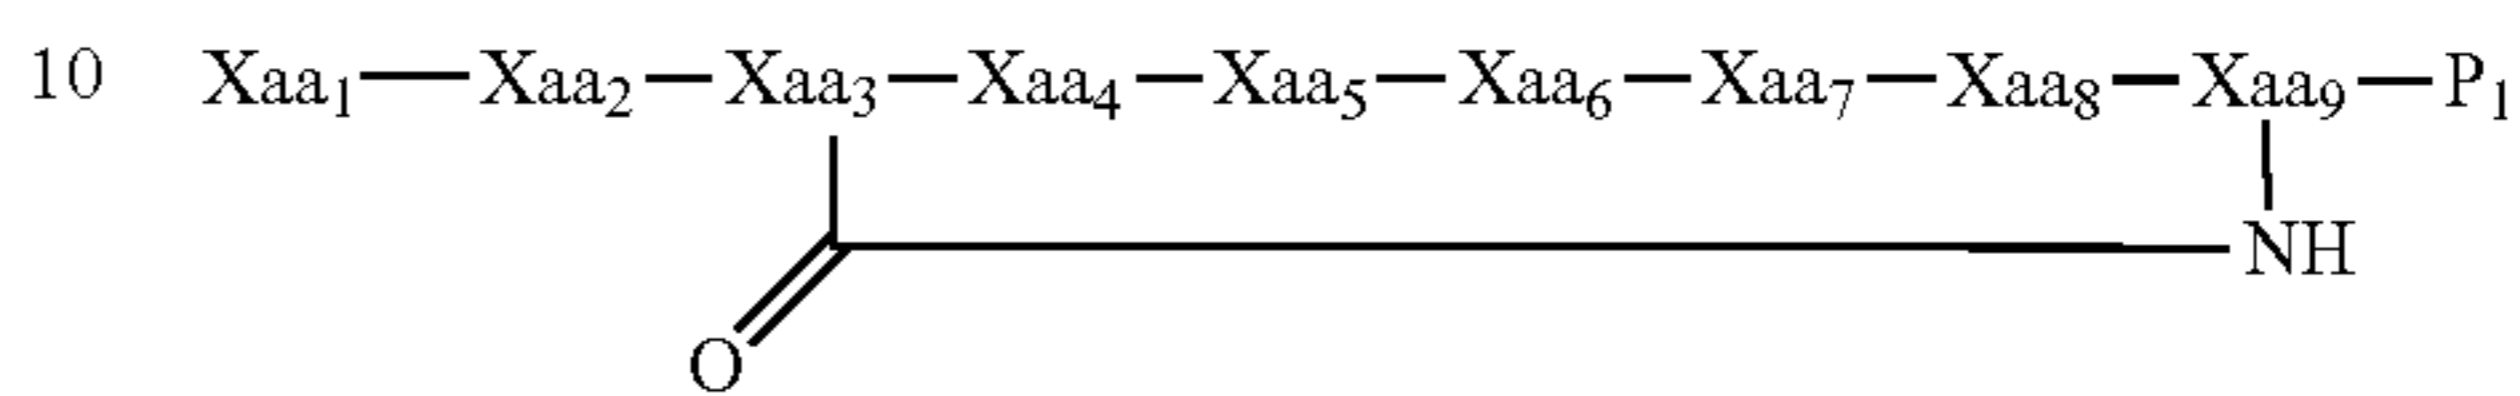 10 Xaa₁—Xaa₂—Xaa₃—Xaa₄—Xaa₅—Xaa₆—Xaa₇—Xaa₈—Xaa₉—P₁
NH
O